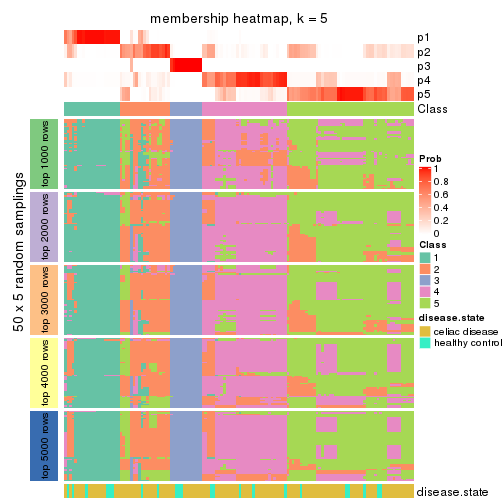 membership heatmap, k = 5
p1
p2
p3
p4
p5
Class
50 x 5 random samplings
top 1000 rows
top 2000 rows
top 3000 rows
top 4000 rows
top 5000 rows
Prob
1
0.8
0.6
0.4
0.2
0
Class
1
2
3
4
5
disease.state
celiac disease
healthy control
disease.state